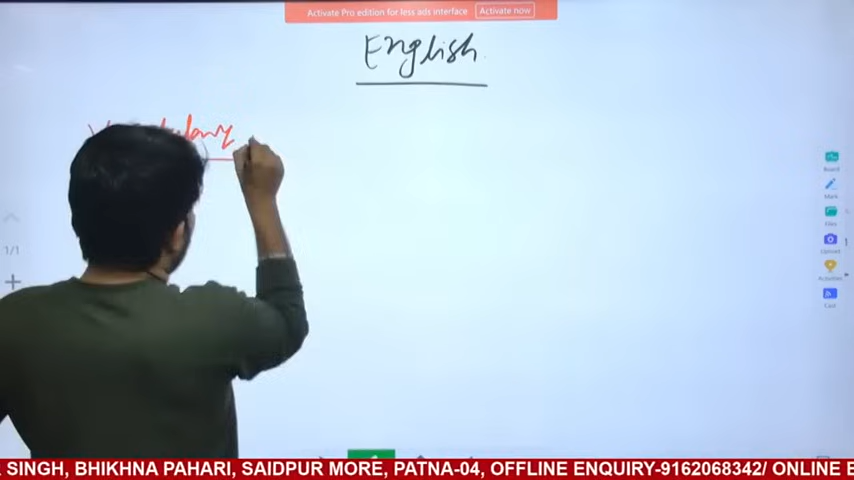 Activate Pro edition for less ads interface Activate now
English
1/1
Board
Mark
Files
Upload
Activities
Cast
SINGH, BHIKHNA PAHARI, SAIDPUR MORE, PATNA-04, OFFLINE ENQUIRY-9162068342/ ONLINE E